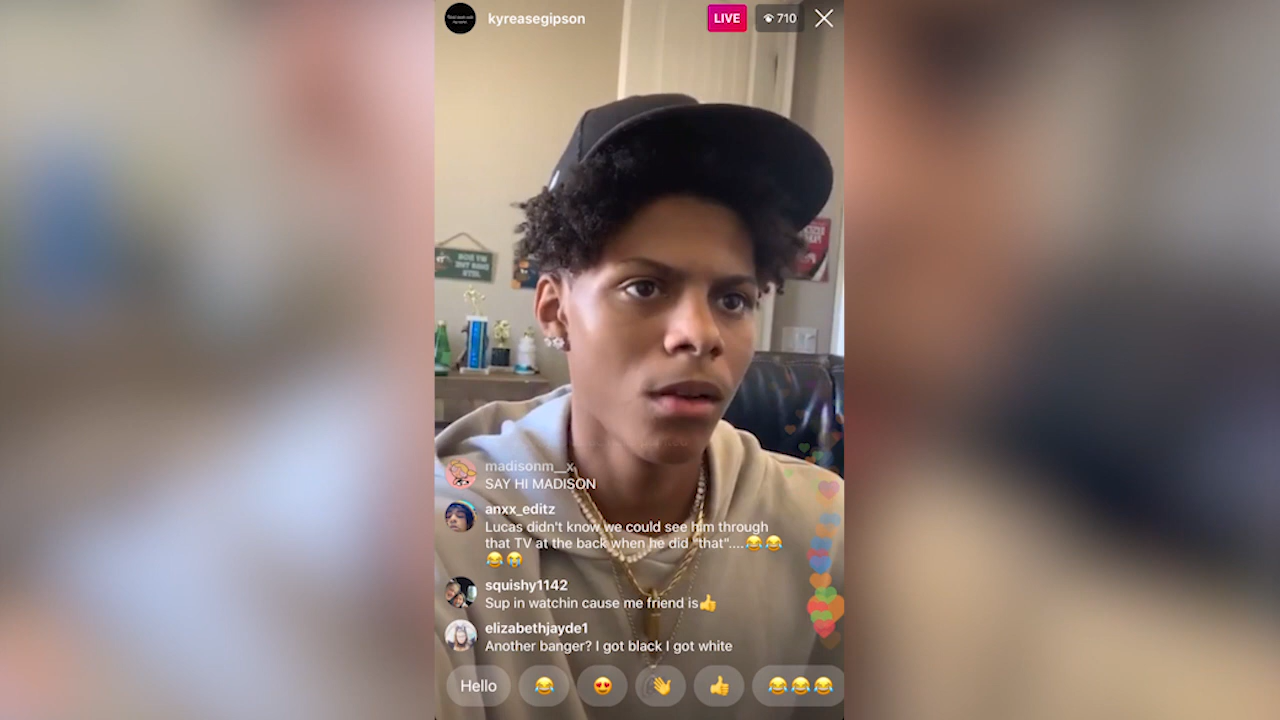 kyreasegipson
LIVE
710
madisonm__x
SAY HI MADISON
anxx_editz
Lucas didn't know we could see him through
that TV at the back when he did "that"....😂😂
😂😭
squishy1142
Sup in watchin cause me friend is👍
elizabethjayde1
Another banger? I got black I got white
Hello 😂 😍 👋 👍 😂😂😂